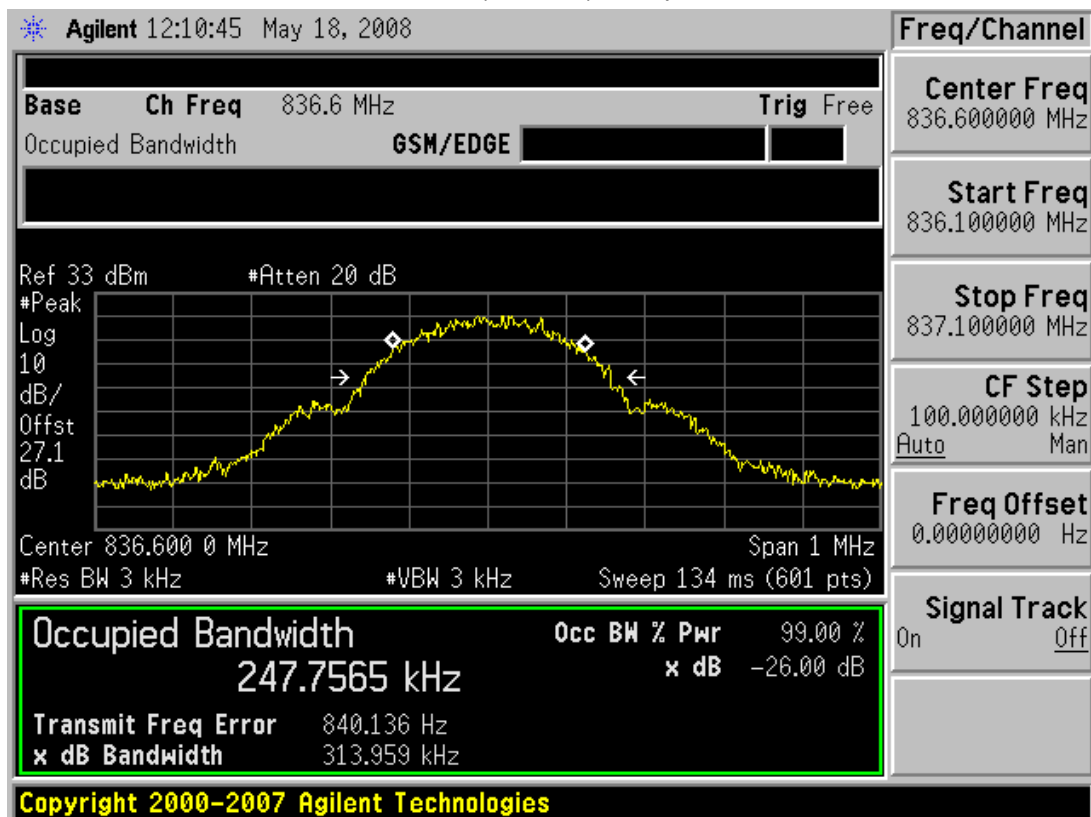 Agilent 12:10:45 May 18, 2008
Freq/Channel
Base Ch Freq 836.6 MHz Trig Free
Occupied Bandwidth GSM/EDGE
Ref 33 dBm #Atten 20 dB
#Peak
Log
10
dB/
Offst
27.1
dB
Center 836.600 0 MHz Span 1 MHz
#Res BW 3 kHz #VBW 3 kHz Sweep 134 ms (601 pts)
Occupied Bandwidth Occ BW % Pwr 99.00 %
247.7565 kHz x dB -26.00 dB
Transmit Freq Error 840.136 Hz
x dB Bandwidth 313.959 kHz
Center Freq
836.600000 MHz
Start Freq
836.100000 MHz
Stop Freq
837.100000 MHz
CF Step
100.000000 kHz
Auto Man
Freq Offset
0.00000000 Hz
Signal Track
On Off
Copyright 2000-2007 Agilent Technologies